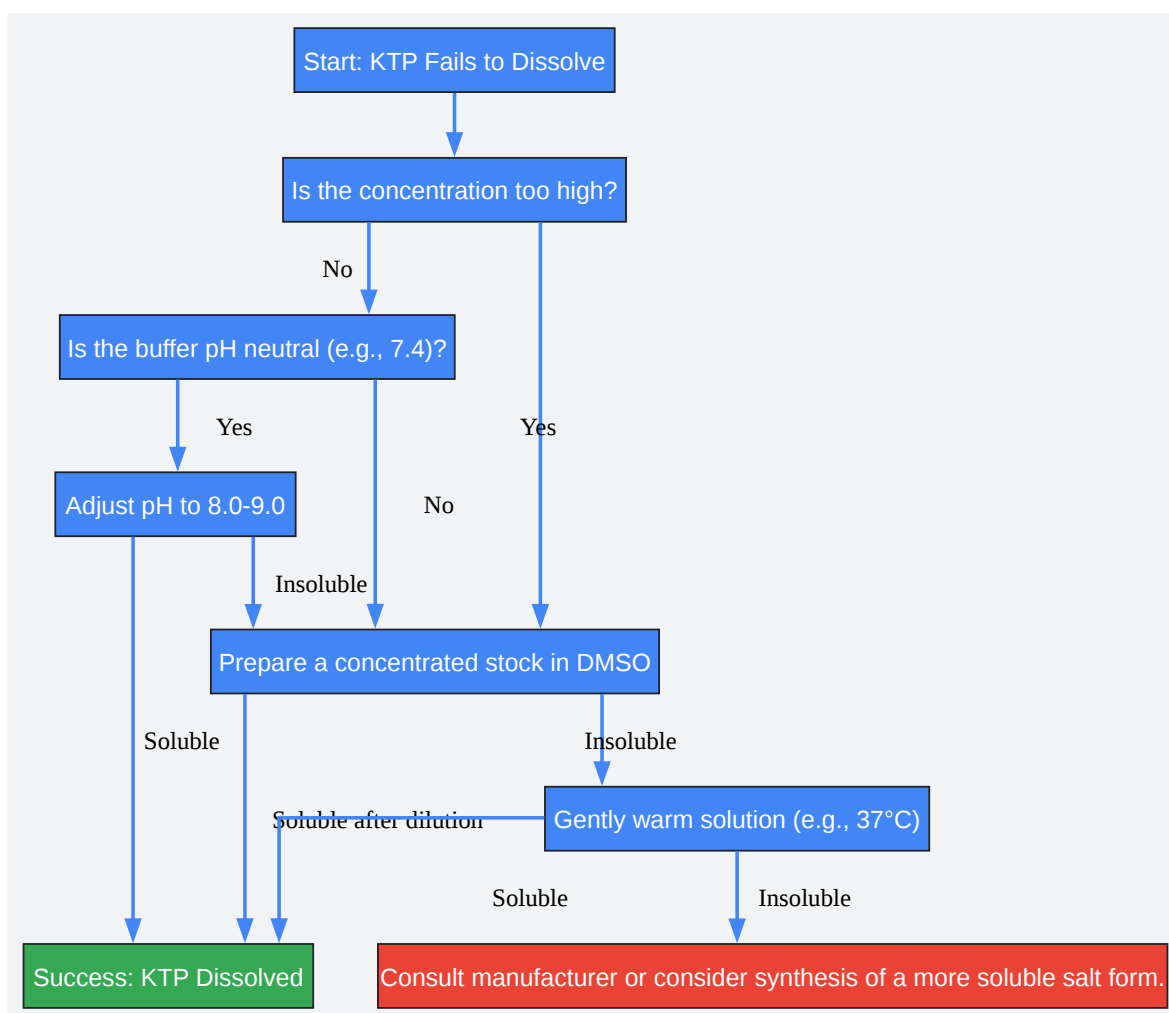 Start: KTP Fails to Dissolve
Is the concentration too high?
No
Is the buffer pH neutral (e.g., 7.4)?
Yes
Yes
Adjust pH to 8.0-9.0
No
Insoluble
Prepare a concentrated stock in DMSO
Soluble
Insoluble
Soluble after dilution
Gently warm solution (e.g., 37°C)
Soluble
Insoluble
Success: KTP Dissolved
Consult manufacturer or consider synthesis of a more soluble salt form.